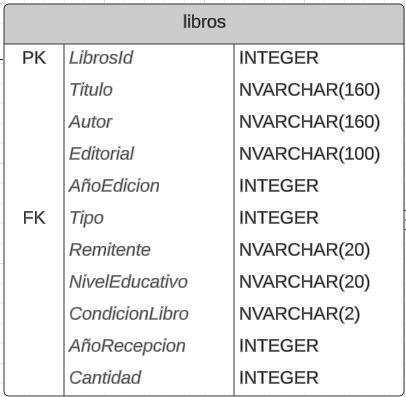 libros
PK LibrosId INTEGER
Titulo NVARCHAR(160)
Autor NVARCHAR(160)
Editorial NVARCHAR(100)
AñoEdicion INTEGER
FK Tipo INTEGER
Remitente NVARCHAR(20)
NivelEducativo NVARCHAR(20)
CondicionLibro NVARCHAR(2)
AñoRecepcion INTEGER
Cantidad INTEGER